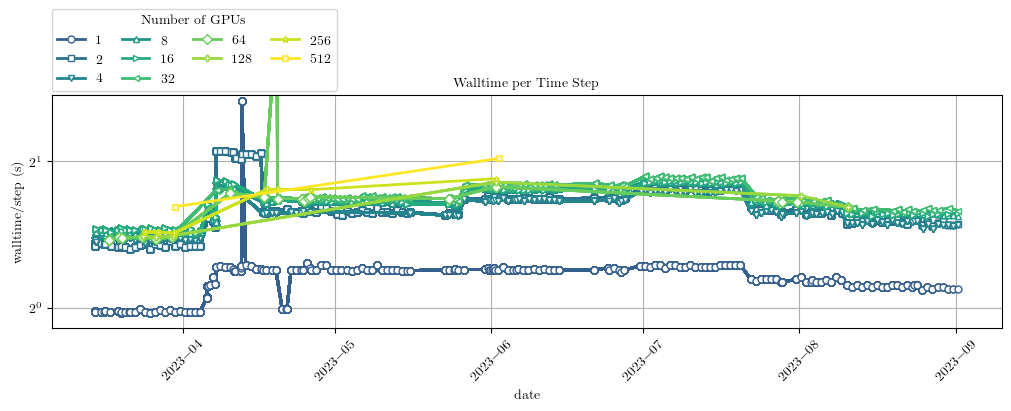 Number of GPUs
1 8 64 256
2 16 128 512
4 32
Walltime per Time Step
walltime/step (s)
2^1
2^0
2023−04 2023−05 2023−06 2023−07 2023−08 2023−09
date